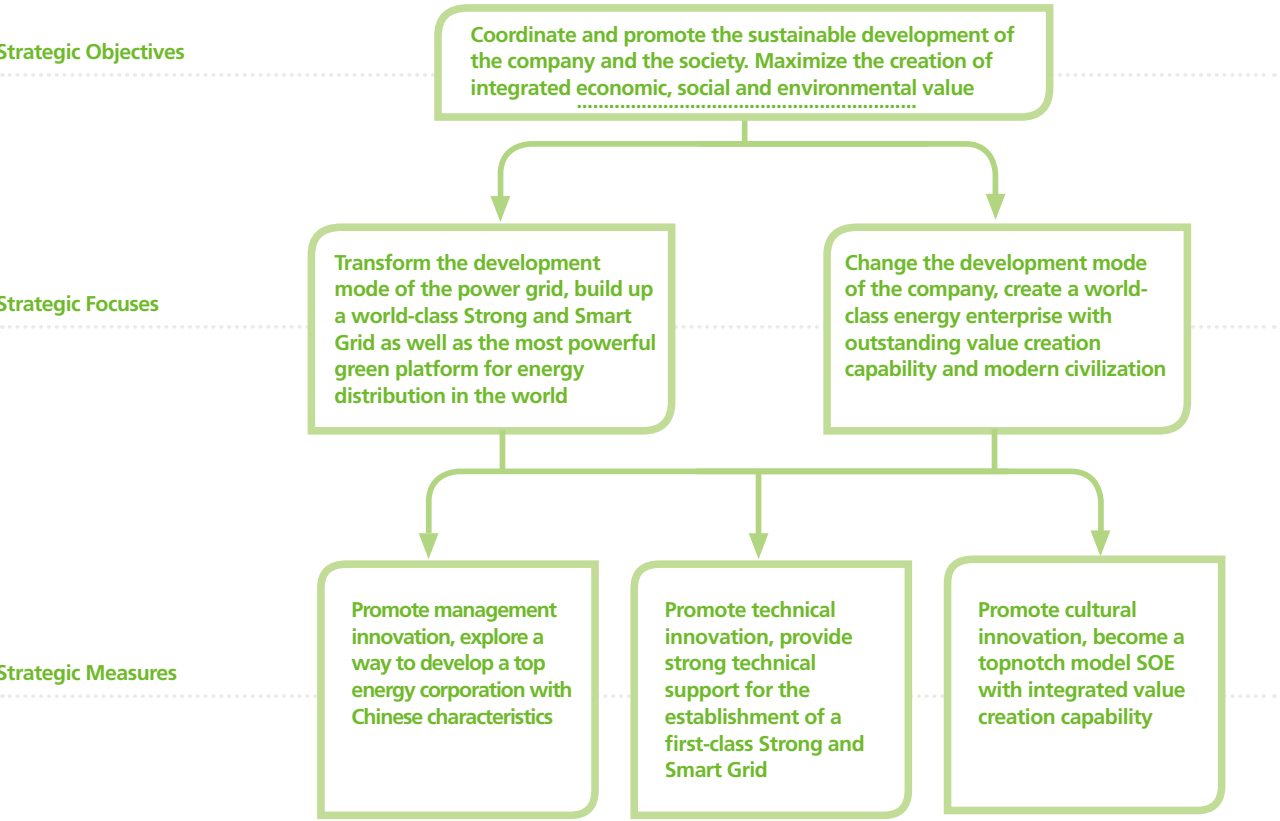 Strategic Objectives
Coordinate and promote the sustainable development of
the company and the society. Maximize the creation of
integrated economic, social and environmental value
Strategic Focuses
Transform the development
mode of the power grid, build up
a world-class Strong and Smart
Grid as well as the most powerful
green platform for energy
distribution in the world
Change the development mode
of the company, create a world-
class energy enterprise with
outstanding value creation
capability and modern civilization
Strategic Measures
Promote management
innovation, explore a
way to develop a top
energy corporation with
Chinese characteristics
Promote technical
innovation, provide
strong technical
support for the
establishment of a
first-class Strong and
Smart Grid
Promote cultural
innovation, become a
topnotch model SOE
with integrated value
creation capability